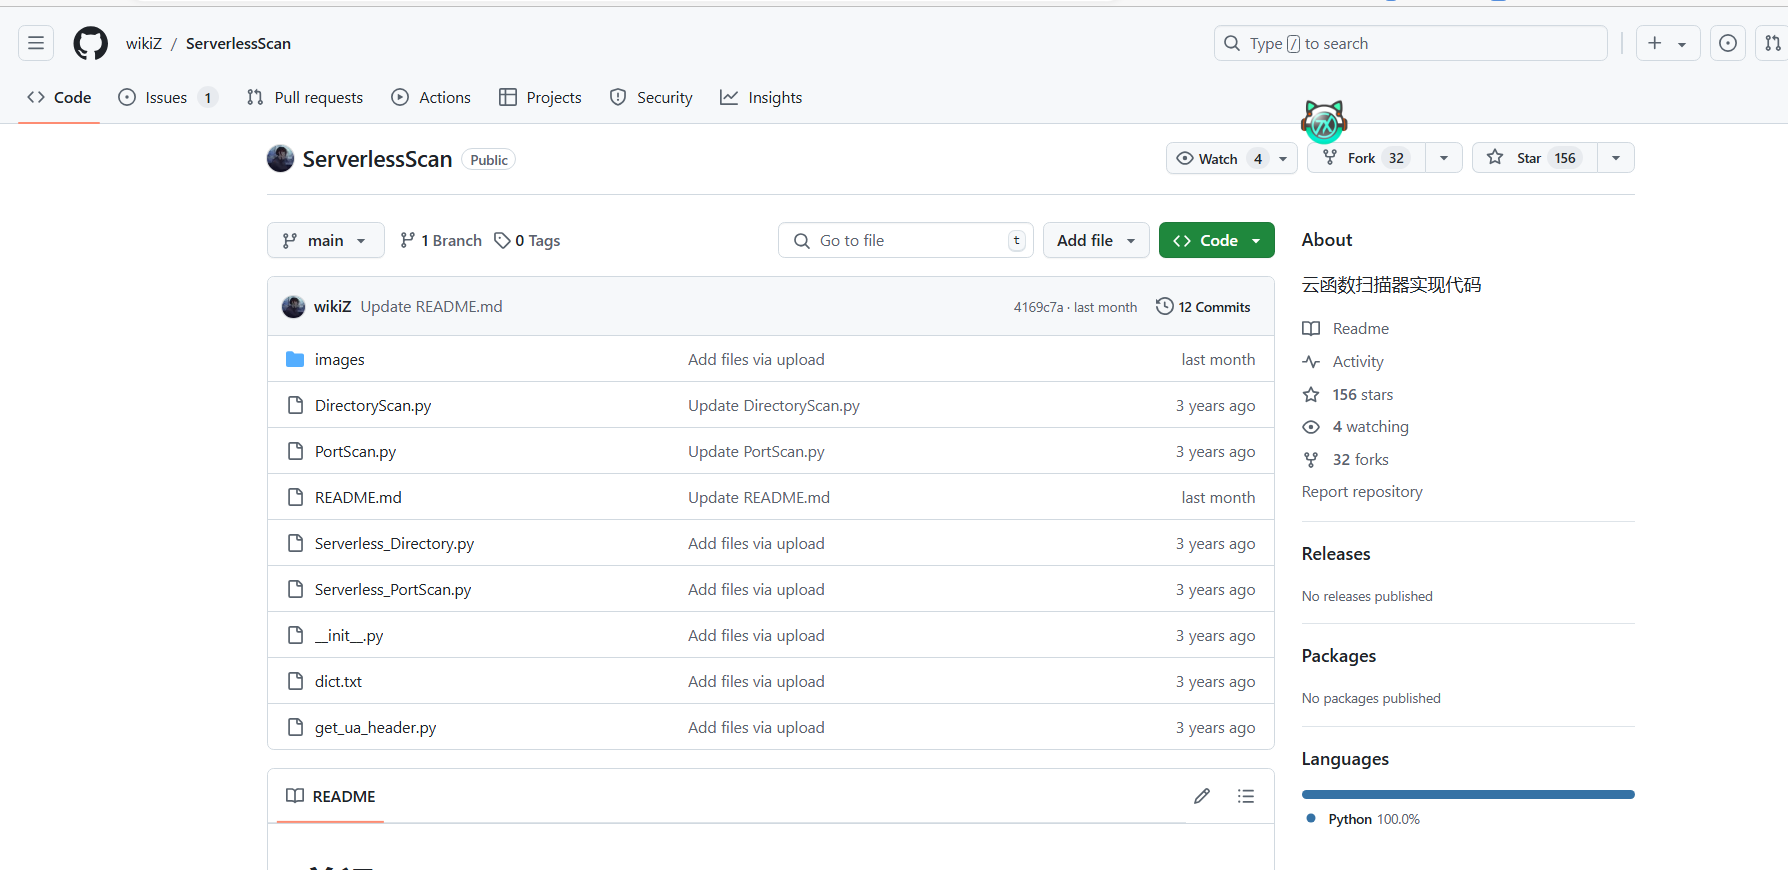 wikiZ / ServerlessScan
Type / to search
Code
Issues 1
Pull requests
Actions
Projects
Security
Insights
ServerlessScan Public
Watch 4
Fork 32
Star 156
main
1 Branch
0 Tags
Go to file
t
Add file
Code
wikiZ Update README.md
4169c7a · last month
12 Commits
images Add files via upload last month
DirectoryScan.py Update DirectoryScan.py 3 years ago
PortScan.py Update PortScan.py 3 years ago
README.md Update README.md last month
Serverless_Directory.py Add files via upload 3 years ago
Serverless_PortScan.py Add files via upload 3 years ago
__init__.py Add files via upload 3 years ago
dict.txt Add files via upload 3 years ago
get_ua_header.py Add files via upload 3 years ago
README
About
云函数扫描器实现代码
Readme
Activity
156 stars
4 watching
32 forks
Report repository
Releases
No releases published
Packages
No packages published
Languages
Python 100.0%